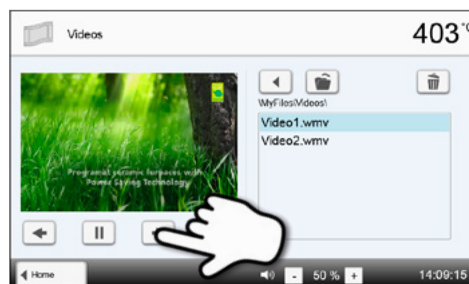 Videos
403 °C
\MyFiles\Videos\
Video1.wmv
Video2.wmv
Programat ceramic furnaces with
Power Saving Technology
Home
- 50 % +
14:09:15